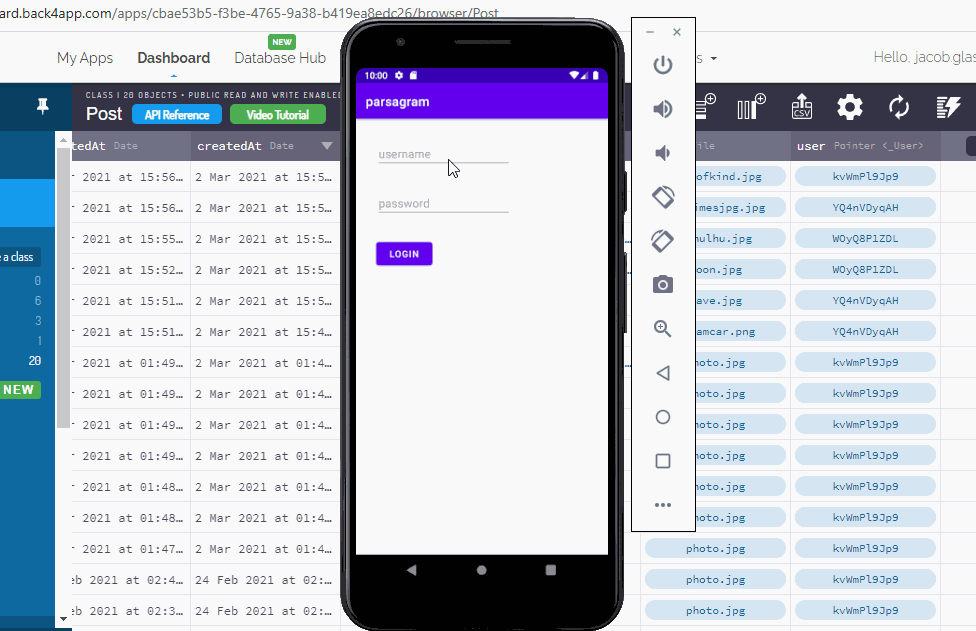 ard.back4app.com/apps/cbae53b5-f3be-4765-9a38-b419ea8edc26/browser/Post
NEW
My Apps Dashboard Database Hub
Hello, jacob.glas
CLASS | 20 OBJECTS • PUBLIC READ AND WRITE ENABLED
Post API Reference Video Tutorial
CSV
tedAt Date createdAt Date
ile user Pointer <_User>
2021 at 15:56… 2 Mar 2021 at 15:5… ofkind.jpg kvWmPl9Jp9
2021 at 15:56… 2 Mar 2021 at 15:5… imesjpg.jpg YQ4nVDyqAH
2021 at 15:55… 2 Mar 2021 at 15:5… hulhu.jpg WOyQ8P1ZDL
2021 at 15:52… 2 Mar 2021 at 15:5… oon.jpg WOyQ8P1ZDL
2021 at 15:51… 2 Mar 2021 at 15:5… ave.jpg YQ4nVDyqAH
2021 at 15:51… 2 Mar 2021 at 15:4… amcar.png YQ4nVDyqAH
2021 at 01:49… 2 Mar 2021 at 01:4… hoto.jpg kvWmPl9Jp9
2021 at 01:49… 2 Mar 2021 at 01:4… hoto.jpg kvWmPl9Jp9
2021 at 01:49… 2 Mar 2021 at 01:4… hoto.jpg kvWmPl9Jp9
2021 at 01:49… 2 Mar 2021 at 01:4… hoto.jpg kvWmPl9Jp9
2021 at 01:48… 2 Mar 2021 at 01:4… hoto.jpg kvWmPl9Jp9
2021 at 01:48… 2 Mar 2021 at 01:4… hoto.jpg kvWmPl9Jp9
2021 at 01:47… 2 Mar 2021 at 01:4… photo.jpg kvWmPl9Jp9
eb 2021 at 02:4… 24 Feb 2021 at 02:… photo.jpg kvWmPl9Jp9
eb 2021 at 02:3… 24 Feb 2021 at 02:… photo.jpg kvWmPl9Jp9
e a class
0
6
3
1
20
NEW
10:00
parsagram
username
password
LOGIN